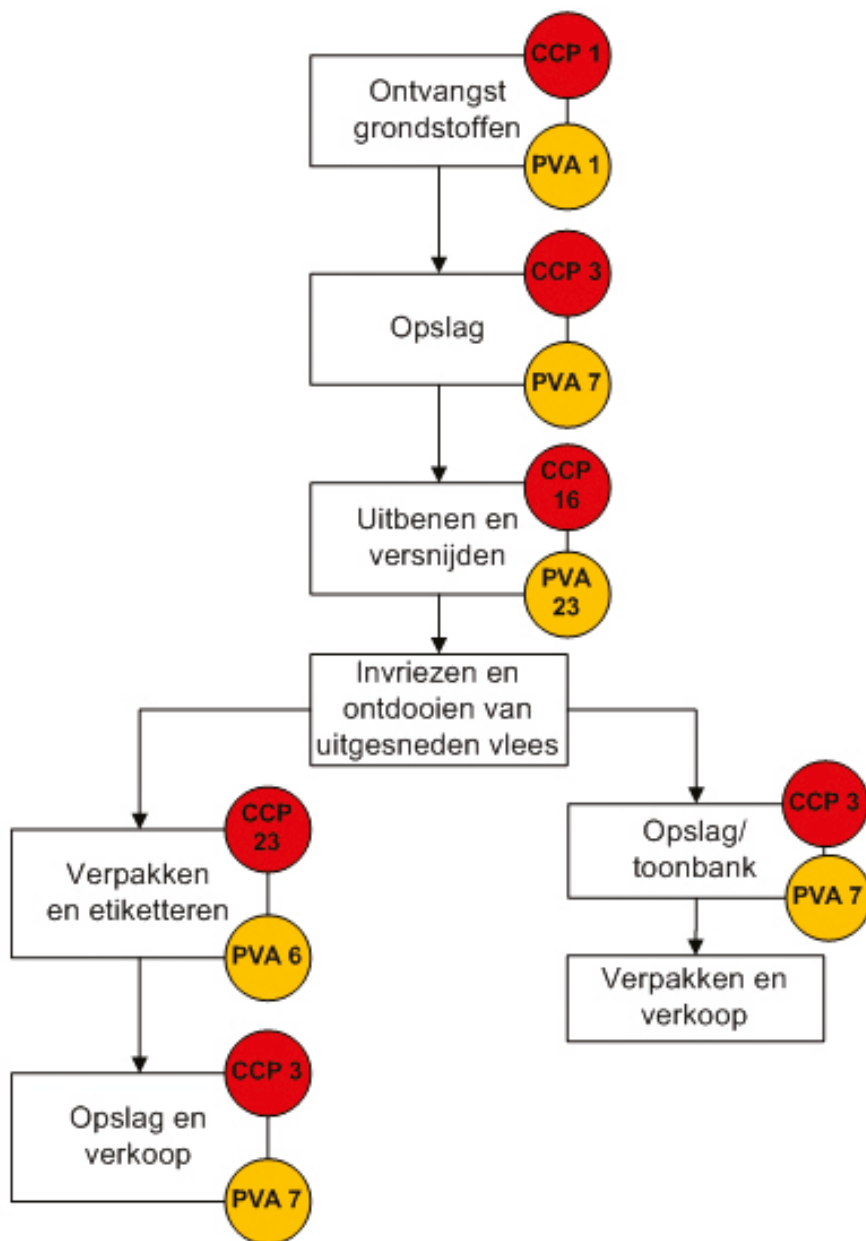 CCP 1
Ontvangst
grondstoffen
PVA 1
CCP 3
Opslag
PVA 7
CCP
16
Uitbenen en
versnijden
PVA
23
Invriezen en
ontdooien van
uitgesneden vlees
CCP
23
Verpakken
en etiketteren
PVA 6
CCP 3
Opslag en
verkoop
PVA 7
CCP 3
Opslag/
toonbank
PVA 7
Verpakken en
verkoop